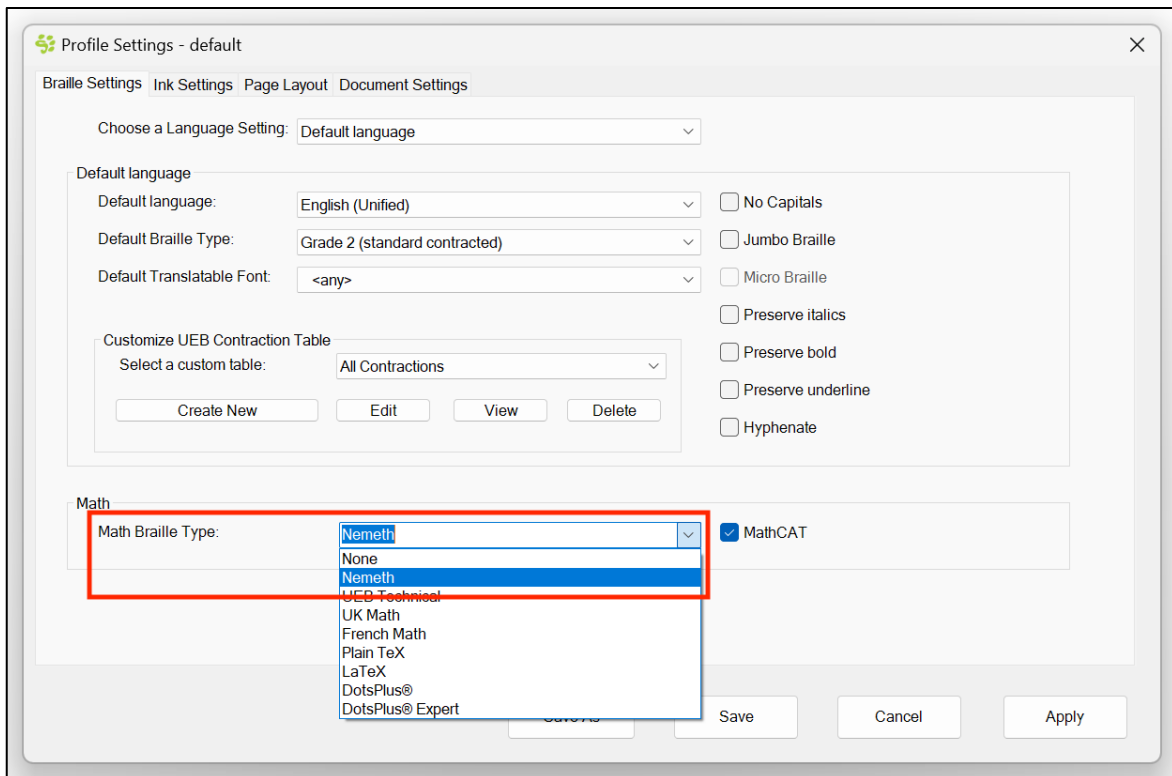 Profile Settings - default
Braille Settings Ink Settings Page Layout Document Settings
Choose a Language Setting: Default language
Default language
Default language: English (Unified) No Capitals
Default Braille Type: Grade 2 (standard contracted) Jumbo Braille
Default Translatable Font: <any> Micro Braille
Preserve italics
Customize UEB Contraction Table
Select a custom table: All Contractions Preserve bold
Preserve underline
Create New Edit View Delete
Hyphenate
Math
Math Braille Type: Nemeth MathCAT
None
Nemeth
UEB Technical
UK Math
French Math
Plain TeX
LaTeX
DotsPlus®
DotsPlus® Expert
Save As Save Cancel Apply